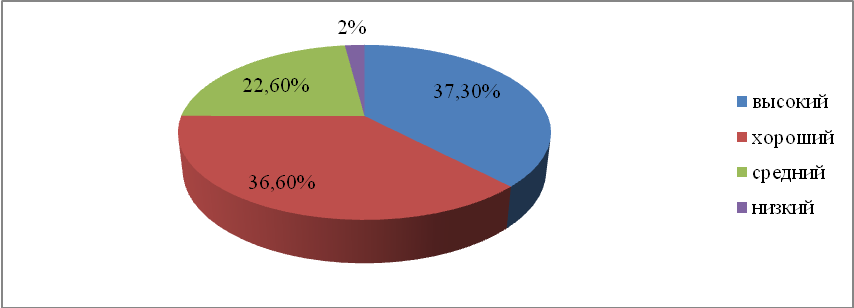 2%
22,60%
37,30%
36,60%
высокий
хороший
средний
низкий